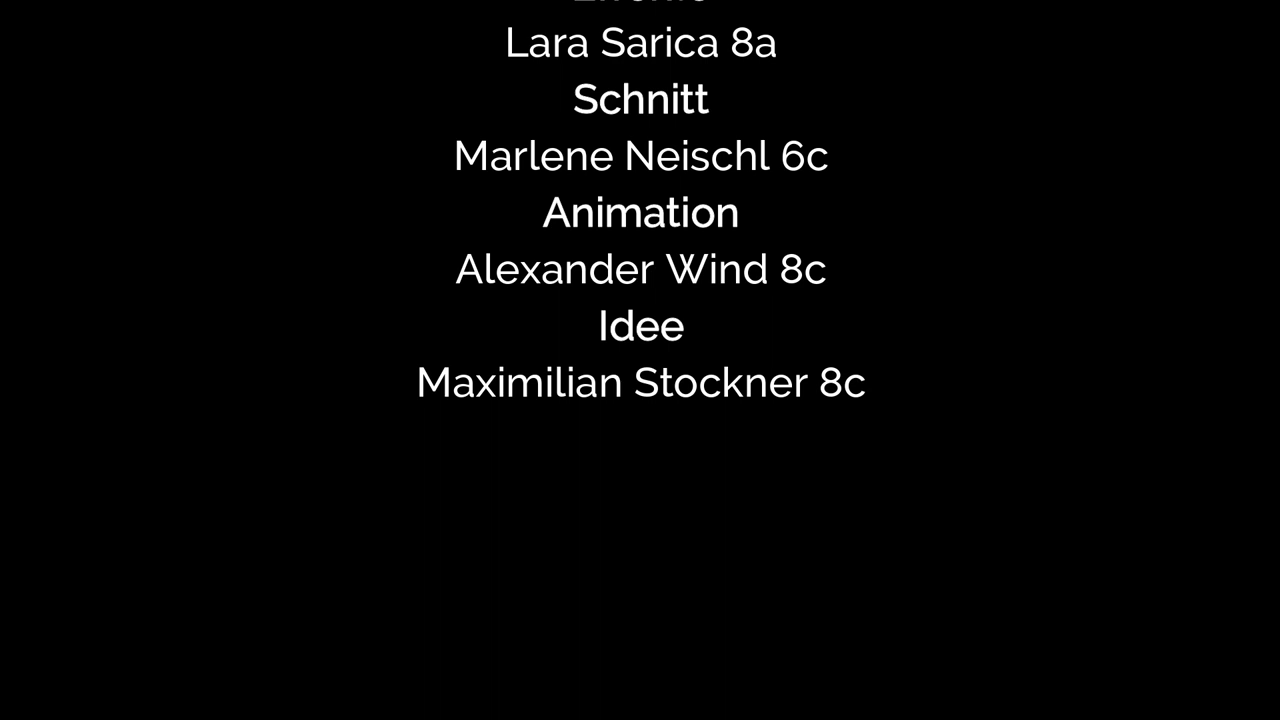 Lara Sarica 8a
Schnitt
Marlene Neischl 6c
Animation
Alexander Wind 8c
Idee
Maximilian Stockner 8c